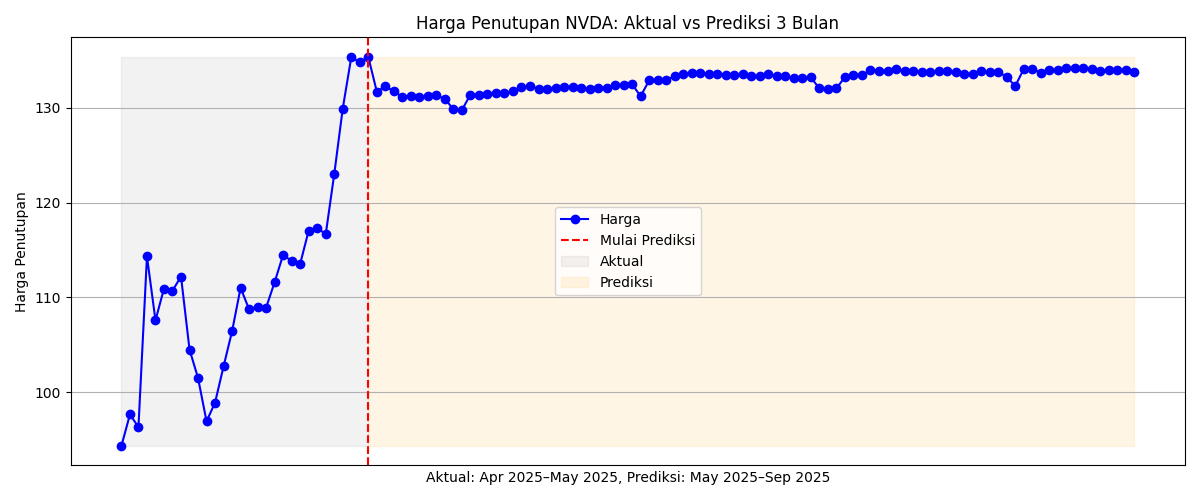 Harga Penutupan NVDA: Aktual vs Prediksi 3 Bulan
Harga Penutupan
130
120
110
100
Harga
Mulai Prediksi
Aktual
Prediksi
Aktual: Apr 2025–May 2025, Prediksi: May 2025–Sep 2025